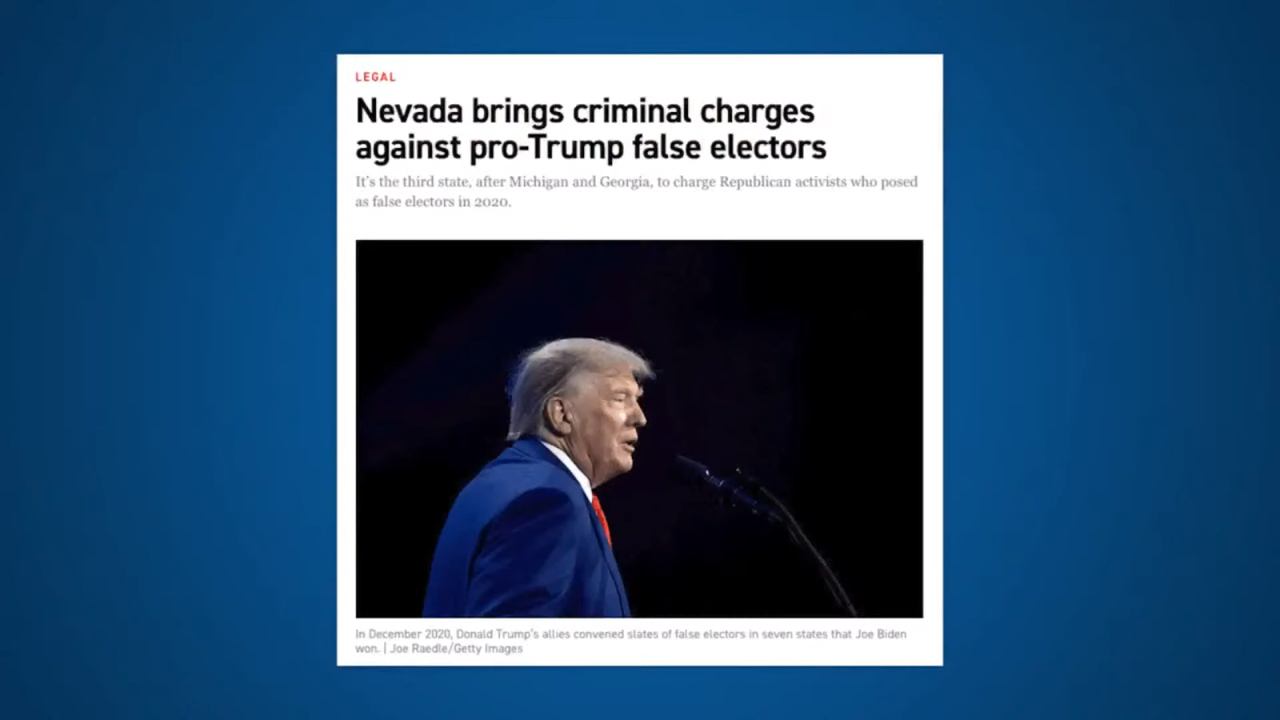 LEGAL
Nevada brings criminal charges
against pro-Trump false electors
It's the third state, after Michigan and Georgia, to charge Republican activists who posed
as false electors in 2020.
In December 2020, Donald Trump's allies convened slates of false electors in seven states that Joe Biden
won. | Joe Raedle/Getty Images